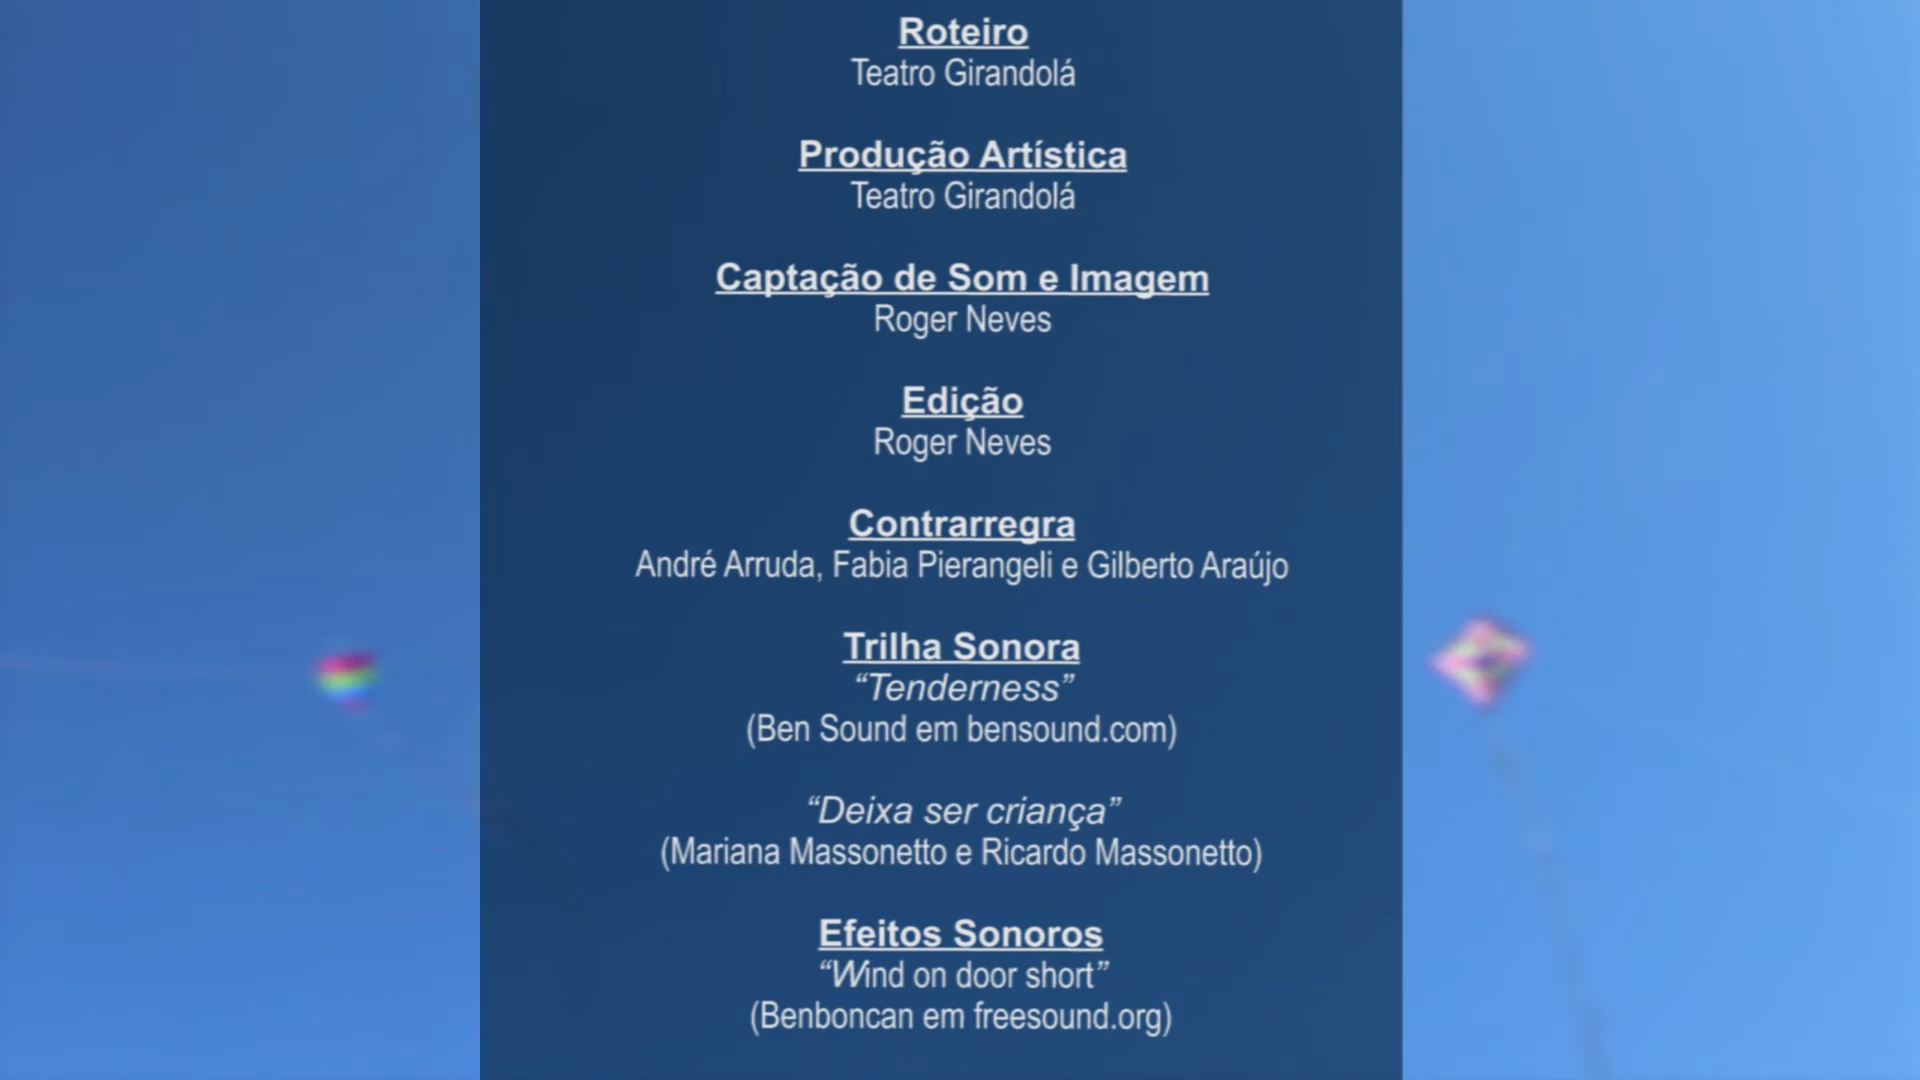 Roteiro
Teatro Girandolá
Produção Artística
Teatro Girandolá
Captação de Som e Imagem
Roger Neves
Edição
Roger Neves
Contrarregra
André Arruda, Fabia Pierangeli e Gilberto Araújo
Trilha Sonora
“Tenderness”
(Ben Sound em bensound.com)
“Deixa ser criança”
(Mariana Massonetto e Ricardo Massonetto)
Efeitos Sonoros
“Wind on door short”
(Benboncan em freesound.org)